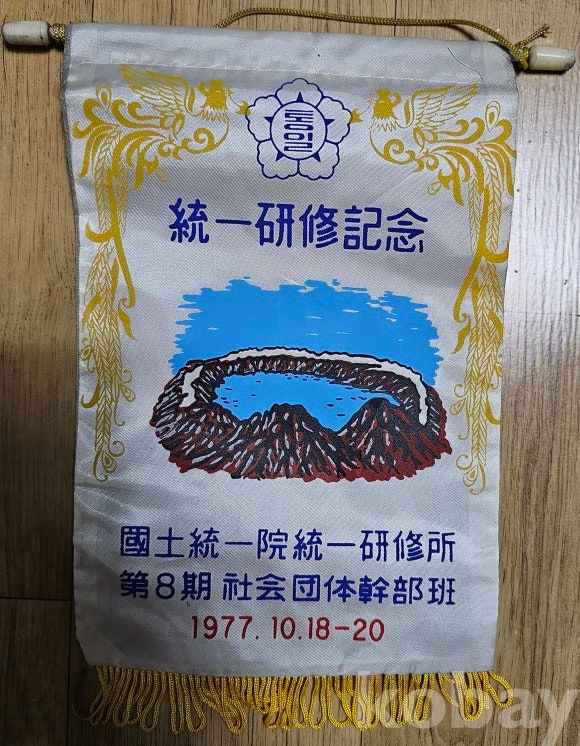 통일
統一研修記念
國土統一院統一研修所
第8期 社会団体幹部班
1977. 10.18-20
kobay